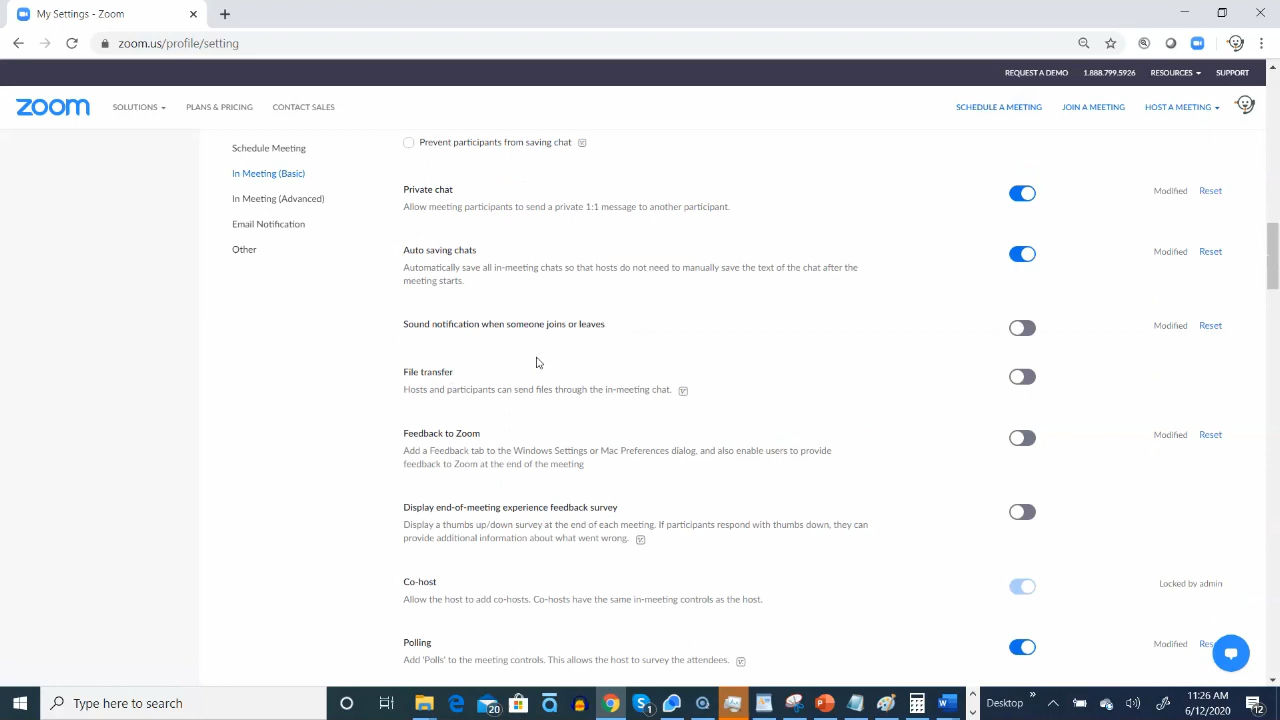 My Settings - Zoom
zoom.us/profile/setting
REQUEST A DEMO 1.888.799.5926 RESOURCES SUPPORT
zoom SOLUTIONS PLANS & PRICING CONTACT SALES SCHEDULE A MEETING JOIN A MEETING HOST A MEETING
Schedule Meeting
In Meeting (Basic)
In Meeting (Advanced)
Email Notification
Other
Prevent participants from saving chat
Private chat Modified Reset
Allow meeting participants to send a private 1:1 message to another participant.
Auto saving chats Modified Reset
Automatically save all in-meeting chats so that hosts do not need to manually save the text of the chat after the
meeting starts.
Sound notification when someone joins or leaves Modified Reset
File transfer
Hosts and participants can send files through the in-meeting chat.
Feedback to Zoom Modified Reset
Add a Feedback tab to the Windows Settings or Mac Preferences dialog, and also enable users to provide
feedback to Zoom at the end of the meeting
Display end-of-meeting experience feedback survey
Display a thumbs up/down survey at the end of each meeting. If participants respond with thumbs down, they can
provide additional information about what went wrong.
Co-host Locked by admin
Allow the host to add co-hosts. Co-hosts have the same in-meeting controls as the host.
Polling Modified
Add 'Polls' to the meeting controls. This allows the host to survey the attendees.
Type here to search 20 1 Desktop 11:26 AM
6/12/2020 12